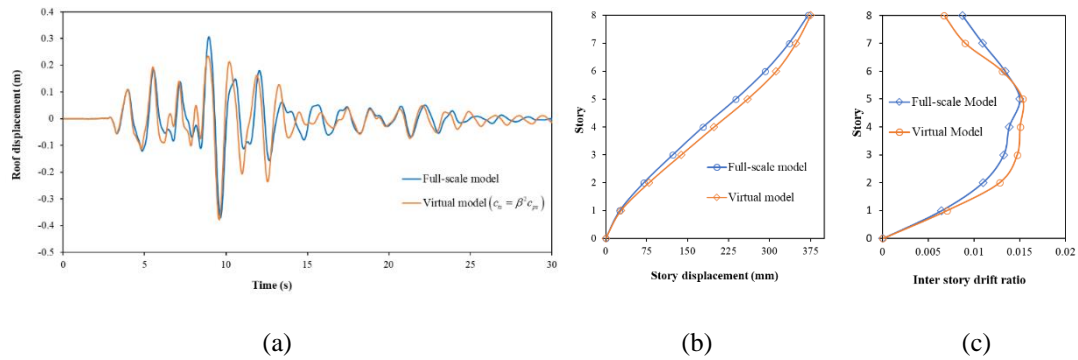 0.4
0.3
0.2
0.1
0
-0.1
-0.2
-0.3
-0.4
0.5
Roof displacement (m)
0 5 10 15 20 25 30
Time (s)
Full-scale model
Virtual model
(a)
8
7
6
5
4
3
2
1
0
Story
Full-scale model
Virtual model
0 75 150 225 300 375
Story displacement (mm)
(b)
8
7
6
5
4
3
2
1
0
Story
Full-scale Model
Virtual Model
0 0.005 0.01 0.015 0.02
Inter story drift ratio
(c)